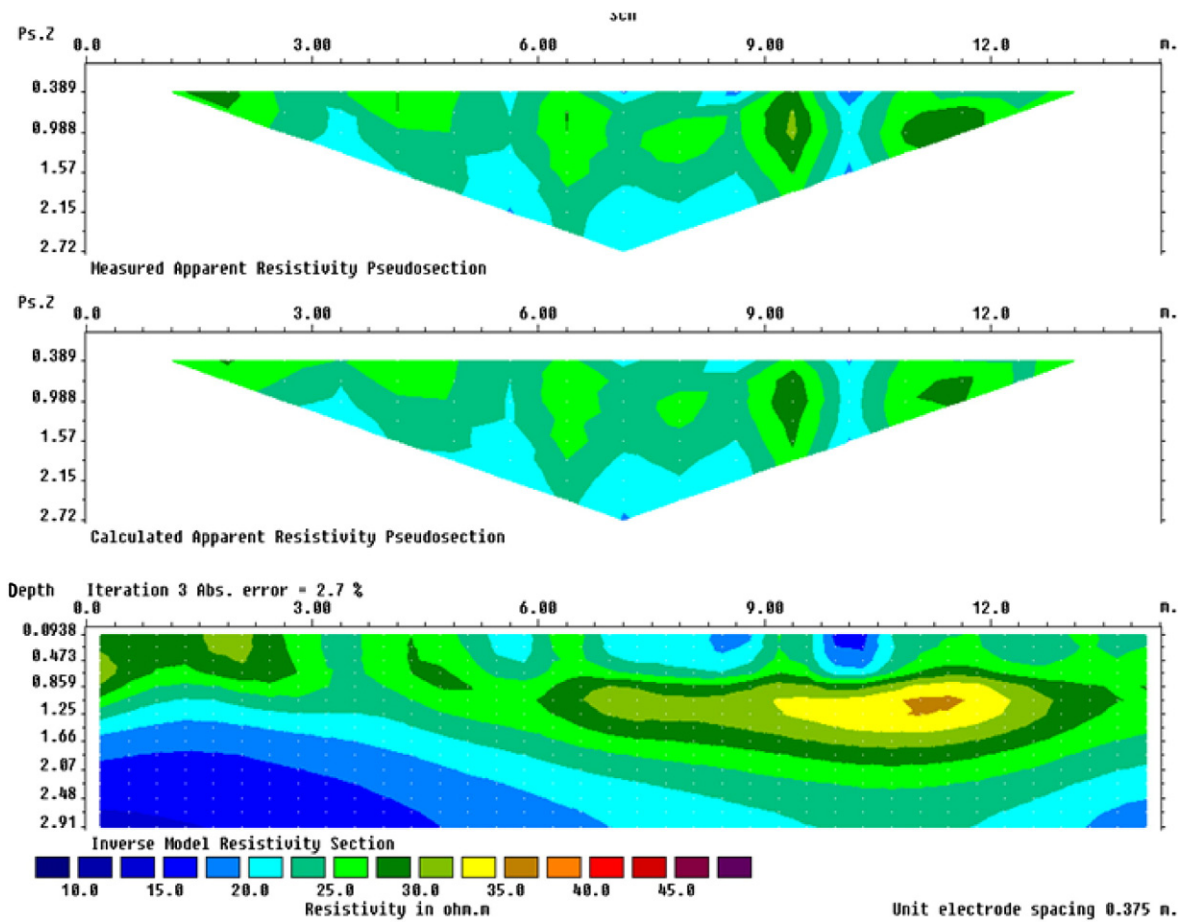 Ps.Z 0.0 3.00 6.00 9.00 12.0 m.
0.389
0.988
1.57
2.15
2.72
Measured Apparent Resistivity Pseudosection
Ps.Z 0.0 3.00 6.00 9.00 12.0 m.
0.389
0.988
1.57
2.15
2.72
Calculated Apparent Resistivity Pseudosection
Depth Iteration 3 Abs. error = 2.7 %
0.0 3.00 6.00 9.00 12.0 m.
0.0938
0.473
0.859
1.25
1.66
2.07
2.48
2.91
Inverse Model Resistivity Section
10.0 15.0 20.0 25.0 30.0 35.0 40.0 45.0
Resistivity in ohm.m Unit electrode spacing 0.375 m.